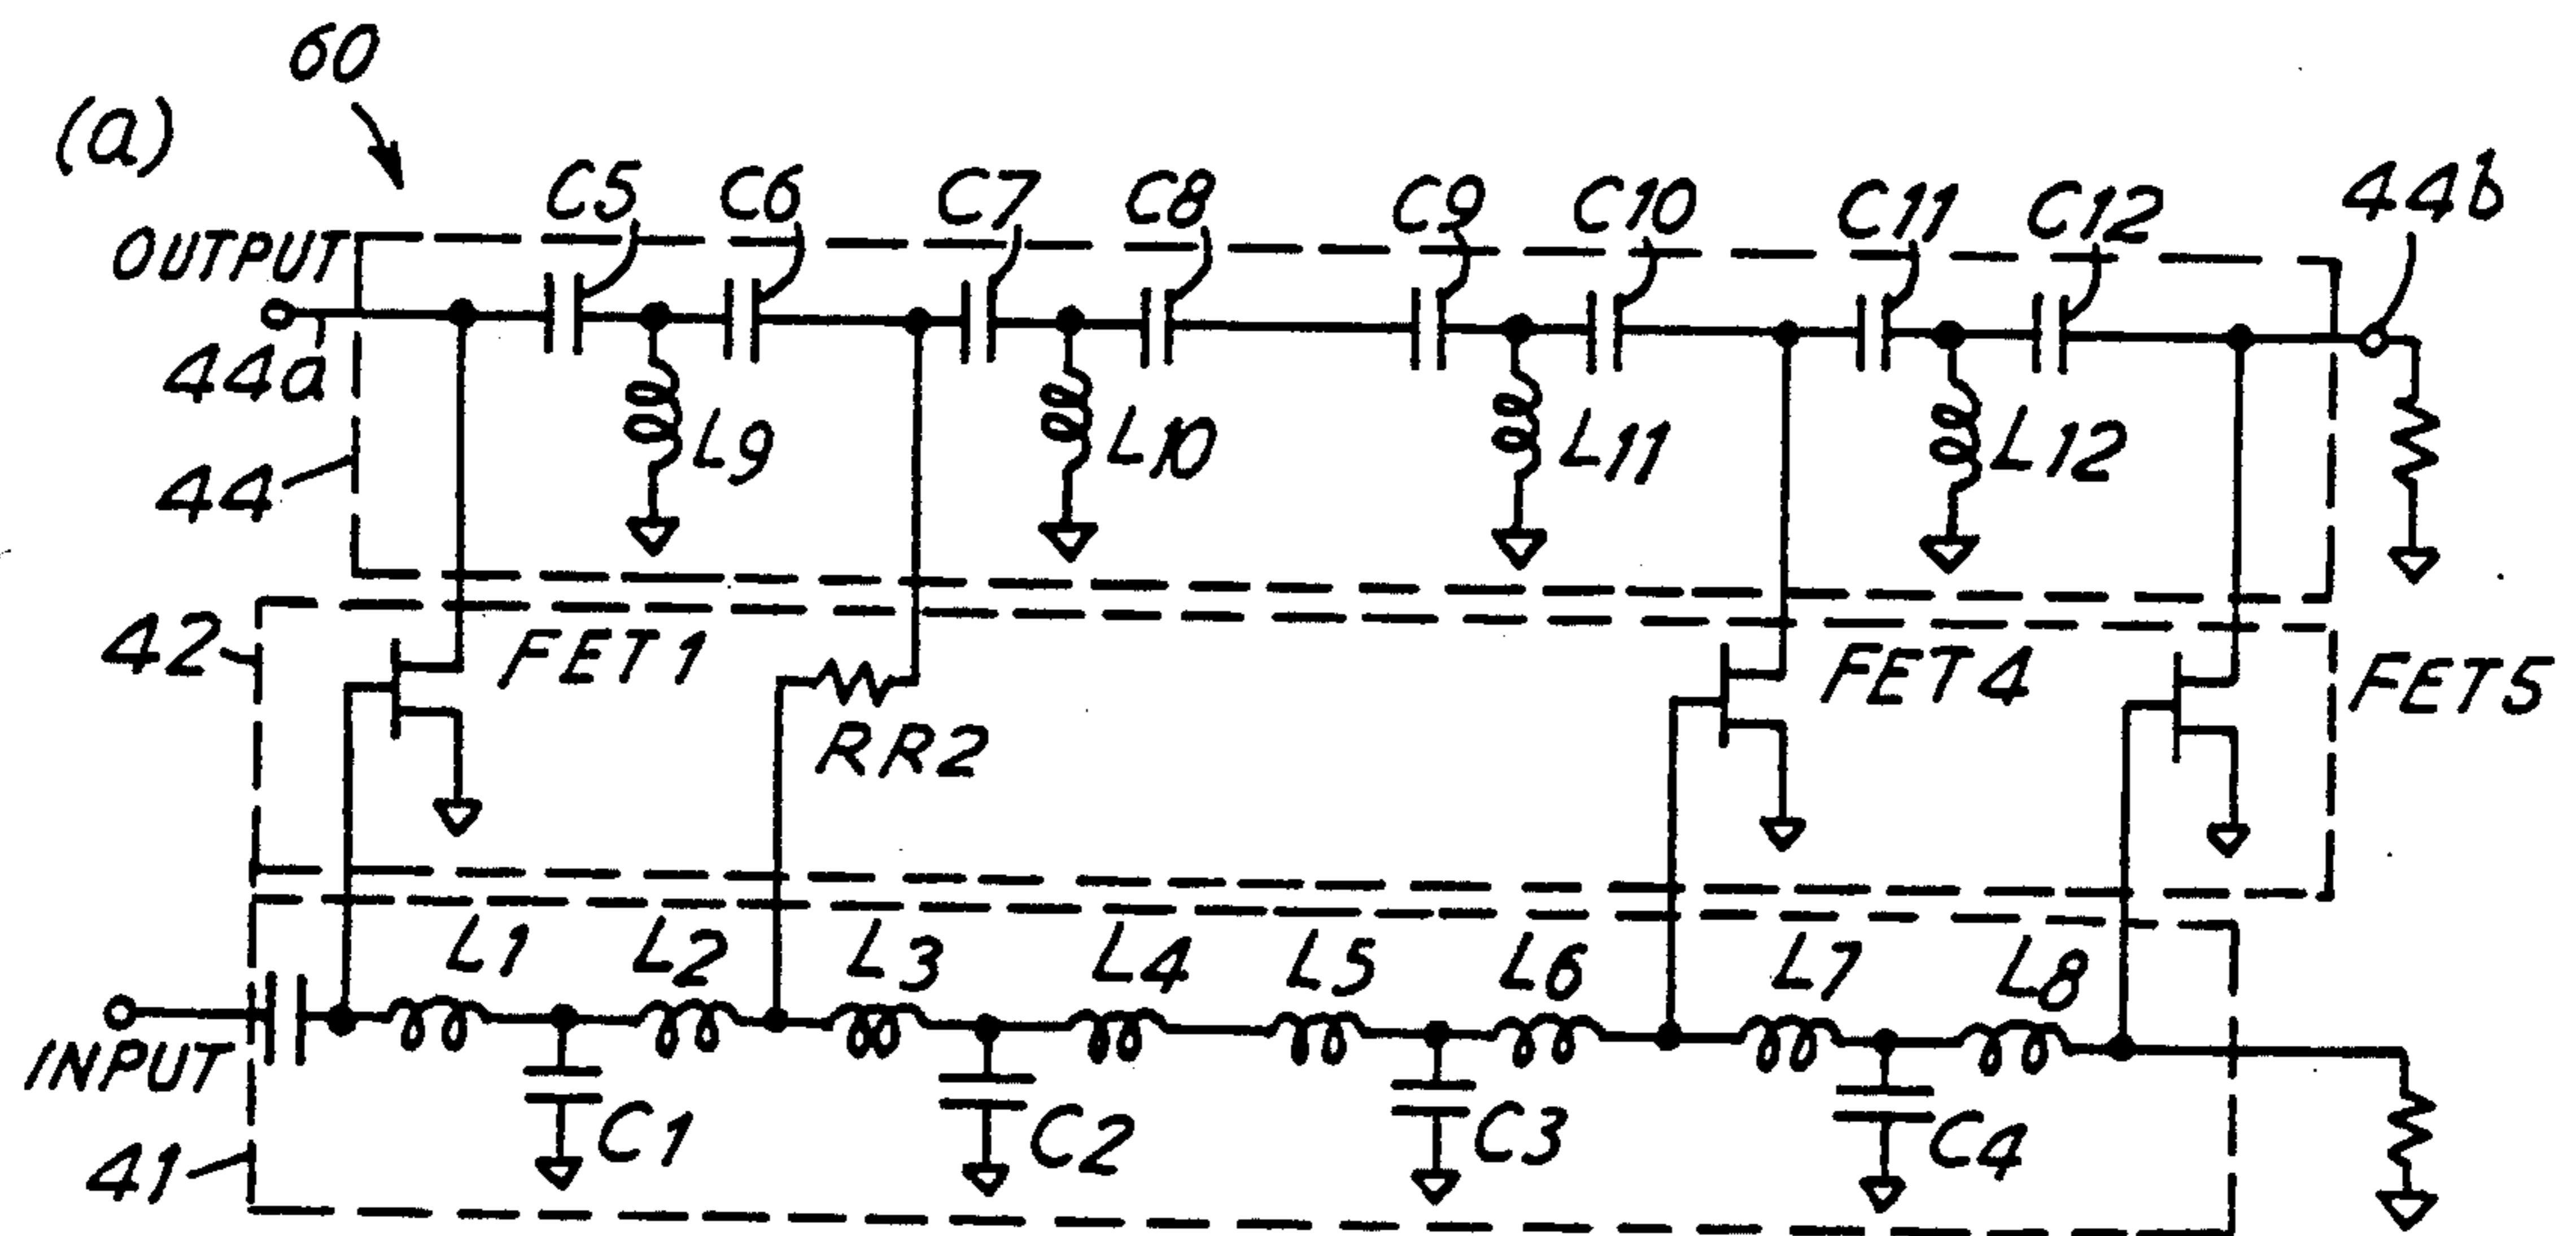 60
(a)
C5 C6 C7 C8 C9 C10 C11 C12 44b
OUTPUT
44a
L9 L10 L11 L12
44
42 FET1 FET4 FET5
RR2
L1 L2 L3 L4 L5 L6 L7 L8
INPUT
C1 C2 C3 C4
41